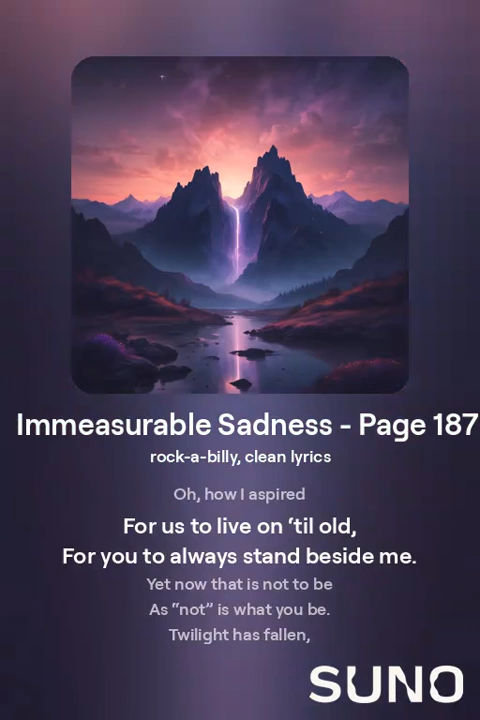 Immeasurable Sadness - Page 187
rock-a-billy, clean lyrics
Oh, how I aspired
For us to live on ‘til old,
For you to always stand beside me.
Yet now that is not to be
As “not” is what you be.
Twilight has fallen,
SUNO